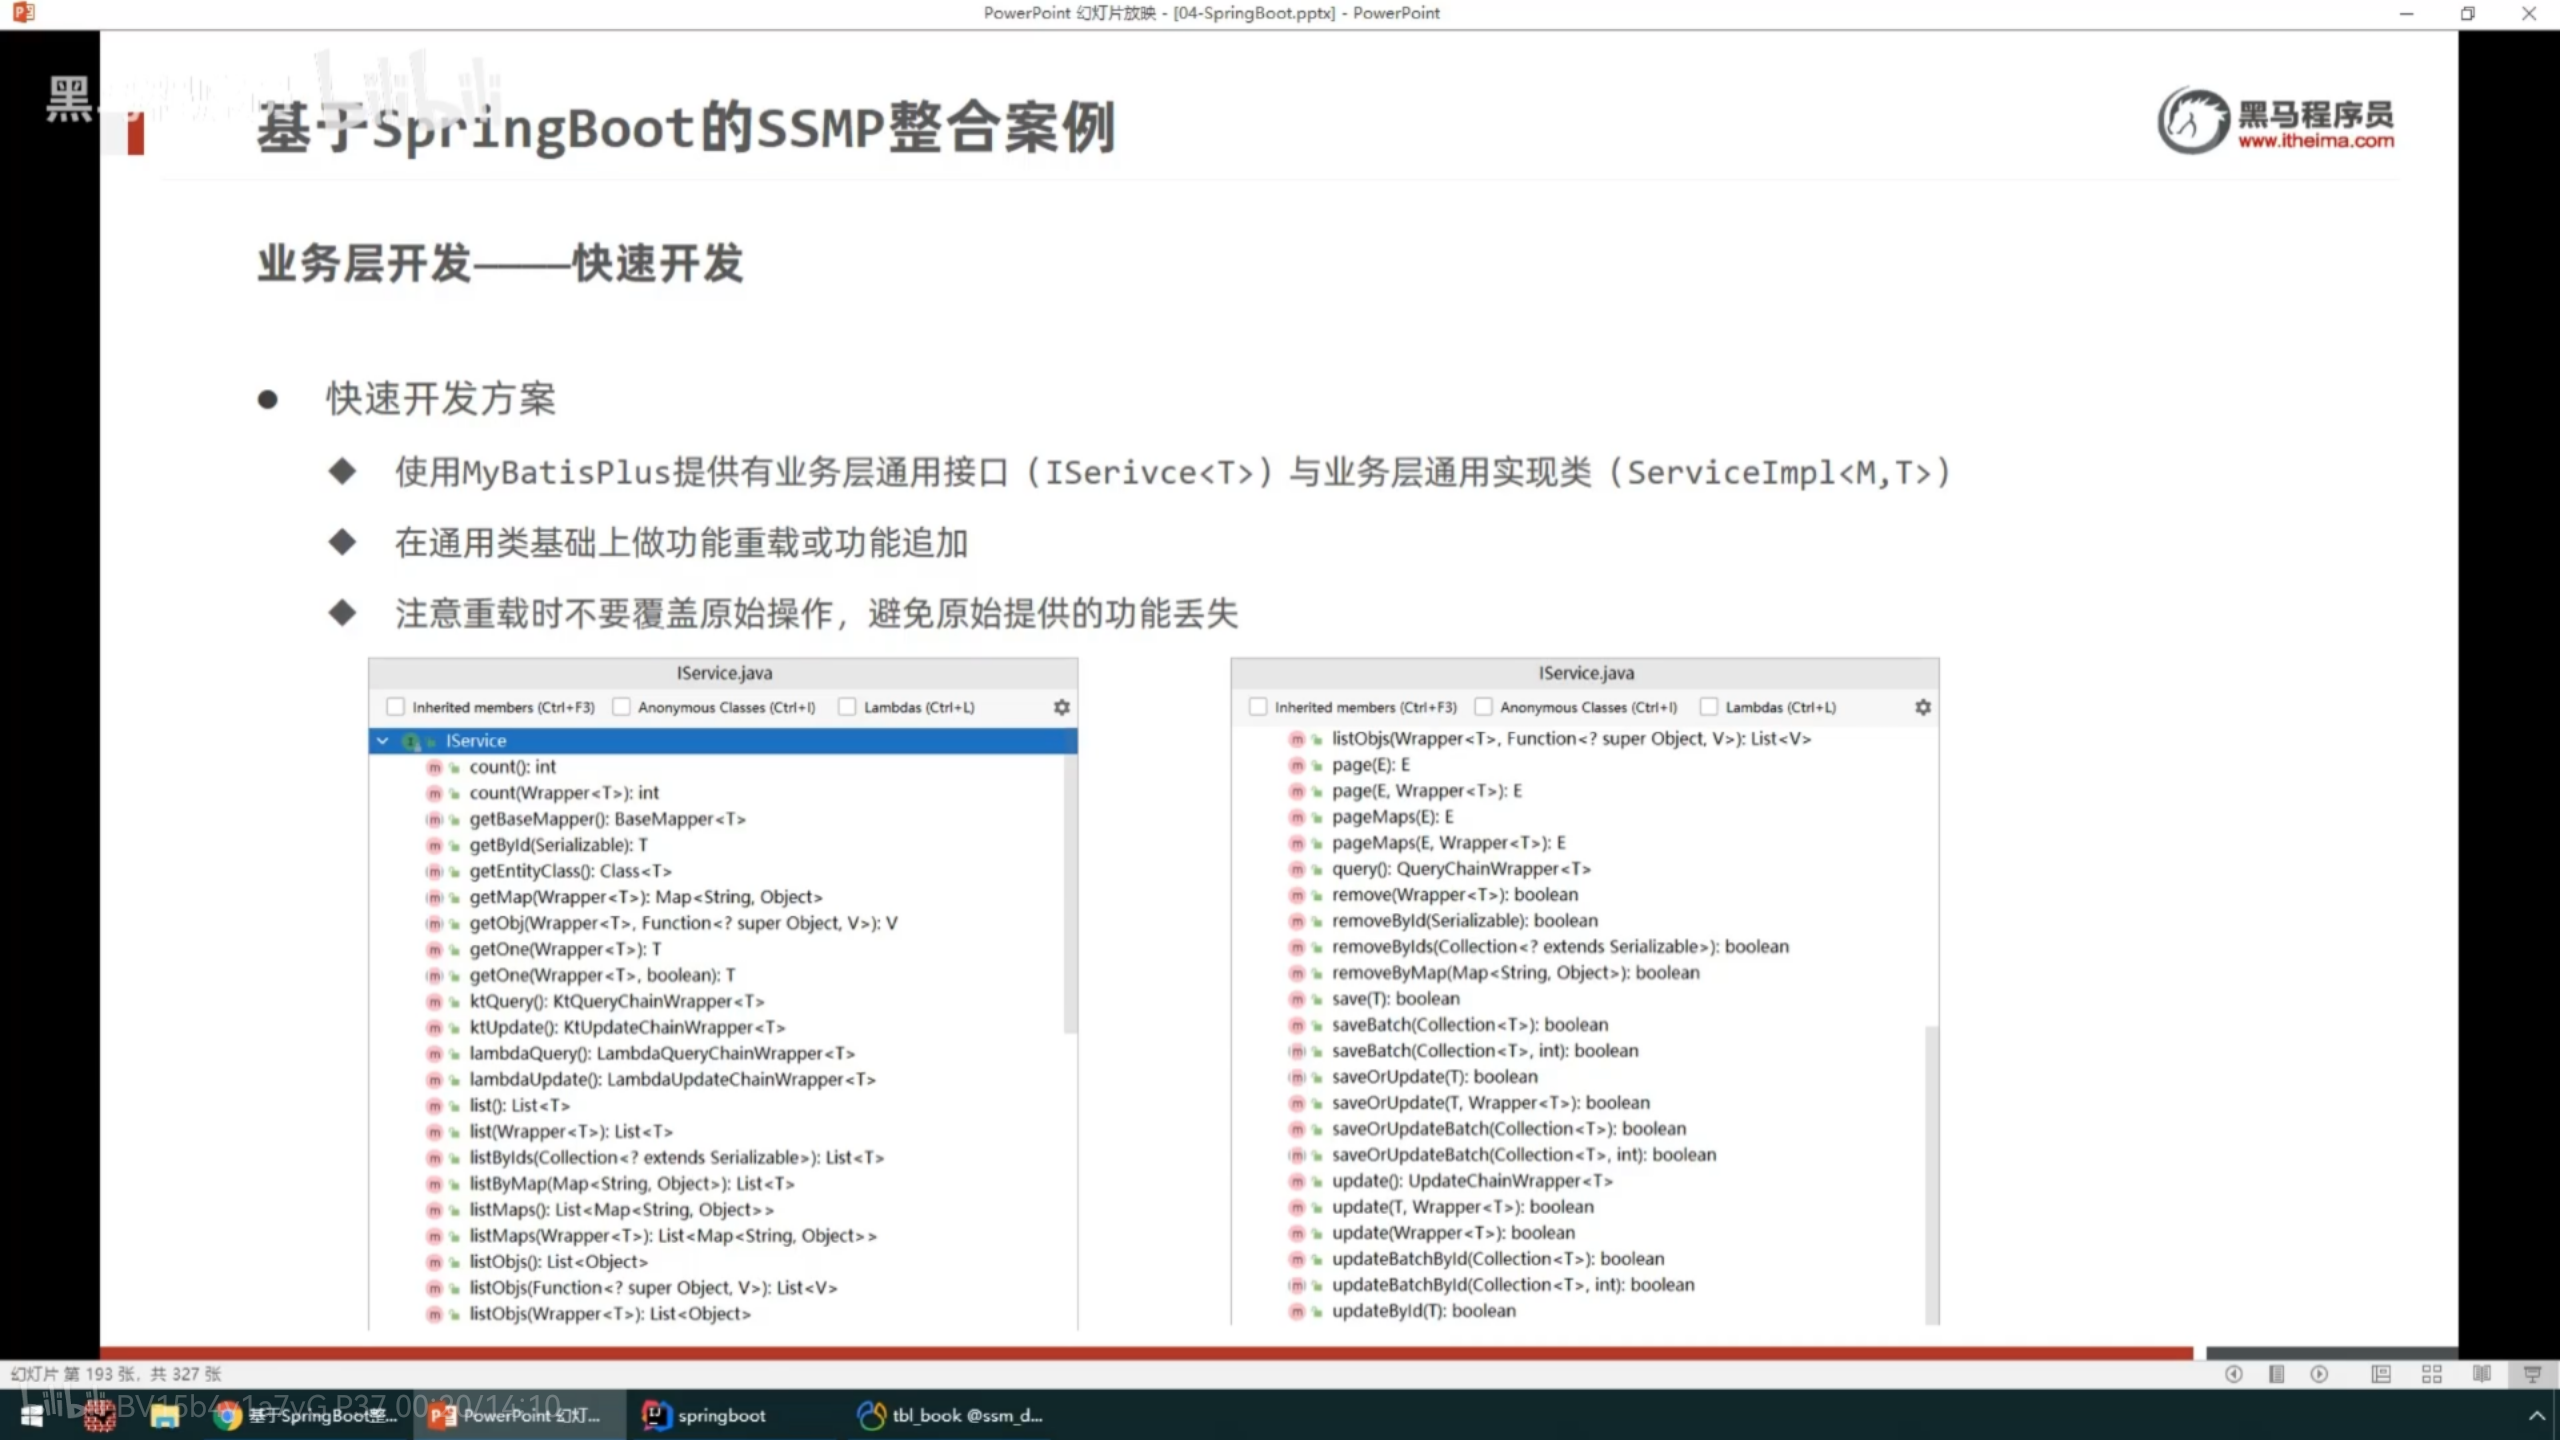 PowerPoint 幻灯片放映 - [04-SpringBoot.pptx] - PowerPoint
黑
bilibili
基于SpringBoot的SSMP整合案例
黑马程序员
www.itheima.com
业务层开发———快速开发
快速开发方案
使用MyBatisPlus提供有业务层通用接口（ISerivce<T>）与业务层通用实现类（ServiceImpl<M,T>）
在通用类基础上做功能重载或功能追加
注意重载时不要覆盖原始操作，避免原始提供的功能丢失
IService.java
Inherited members (Ctrl+F3) Anonymous Classes (Ctrl+I) Lambdas (Ctrl+L)
IService
count(): int
count(Wrapper<T>): int
getBaseMapper(): BaseMapper<T>
getById(Serializable): T
getEntityClass(): Class<T>
getMap(Wrapper<T>): Map<String, Object>
getObj(Wrapper<T>, Function<? super Object, V>): V
getOne(Wrapper<T>): T
getOne(Wrapper<T>, boolean): T
ktQuery(): KtQueryChainWrapper<T>
ktUpdate(): KtUpdateChainWrapper<T>
lambdaQuery(): LambdaQueryChainWrapper<T>
lambdaUpdate(): LambdaUpdateChainWrapper<T>
list(): List<T>
list(Wrapper<T>): List<T>
listByIds(Collection<? extends Serializable>): List<T>
listByMap(Map<String, Object>): List<T>
listMaps(): List<Map<String, Object>>
listMaps(Wrapper<T>): List<Map<String, Object>>
listObjs(): List<Object>
listObjs(Function<? super Object, V>): List<V>
listObjs(Wrapper<T>): List<Object>
IService.java
Inherited members (Ctrl+F3) Anonymous Classes (Ctrl+I) Lambdas (Ctrl+L)
listObjs(Wrapper<T>, Function<? super Object, V>): List<V>
page(E): E
page(E, Wrapper<T>): E
pageMaps(E): E
pageMaps(E, Wrapper<T>): E
query(): QueryChainWrapper<T>
remove(Wrapper<T>): boolean
removeById(Serializable): boolean
removeByIds(Collection<? extends Serializable>): boolean
removeByMap(Map<String, Object>): boolean
save(T): boolean
saveBatch(Collection<T>): boolean
saveBatch(Collection<T>, int): boolean
saveOrUpdate(T): boolean
saveOrUpdate(T, Wrapper<T>): boolean
saveOrUpdateBatch(Collection<T>): boolean
saveOrUpdateBatch(Collection<T>, int): boolean
update(): UpdateChainWrapper<T>
update(T, Wrapper<T>): boolean
update(Wrapper<T>): boolean
updateBatchById(Collection<T>): boolean
updateBatchById(Collection<T>, int): boolean
updateById(T): boolean
幻灯片 第 193 张，共 327 张
bilibili BV15b4y1a7yG P37 00:20/14:10
基于SpringBoot整... PowerPoint 幻灯... springboot tbl_book @ssm_d...